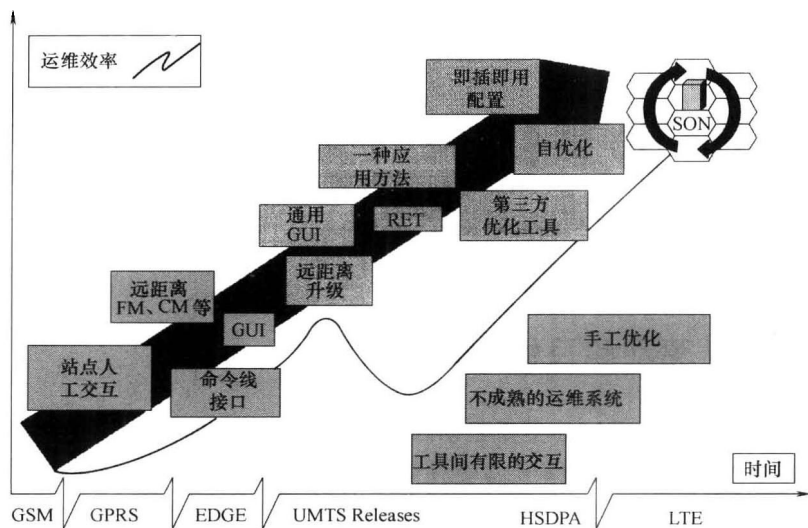 运维效率
即插即用
配置
SON
一种应
用方法
自优化
通用
GUI
RET
第三方
优化工具
远距离
FM、CM等
远距离
升级
GUI
手工优化
站点人
工交互
命令线
接口
不成熟的运维系统
工具间有限的交互
时间
GSM
GPRS
EDGE
UMTS Releases
HSDPA
LTE